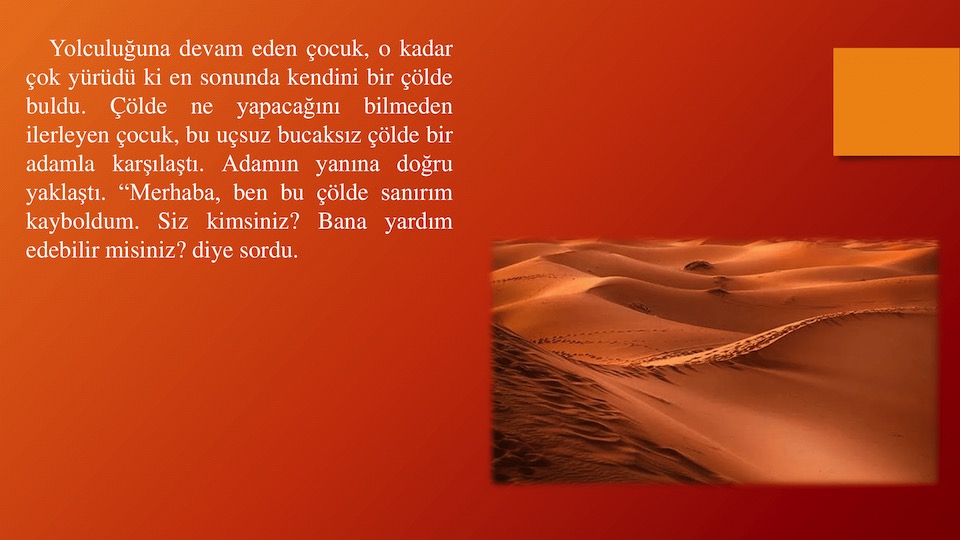 Yolculuğuna devam eden çocuk, o kadar
çok yürüdü ki en sonunda kendini bir çölde
buldu. Çölde ne yapacağını bilmeden
ilerleyen çocuk, bu uçsuz bucaksız çölde bir
adamla karşılaştı. Adamın yanına doğru
yaklaştı. “Merhaba, ben bu çölde sanırım
kayboldum. Siz kimsiniz? Bana yardım
edebilir misiniz? diye sordu.